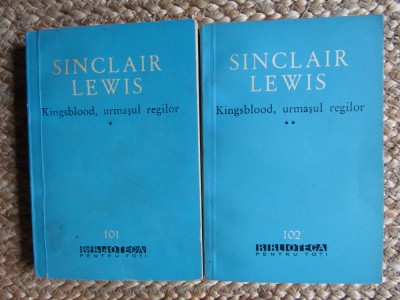 SINCLAIR
LEWIS
Kingsblood, urmașul regilor
*
101
BIBLIOTECA
PENTRU TOȚI
SINCLAIR
LEWIS
Kingsblood, urmașul regilor
**
102
BIBLIOTECA
PENTRU TOȚI